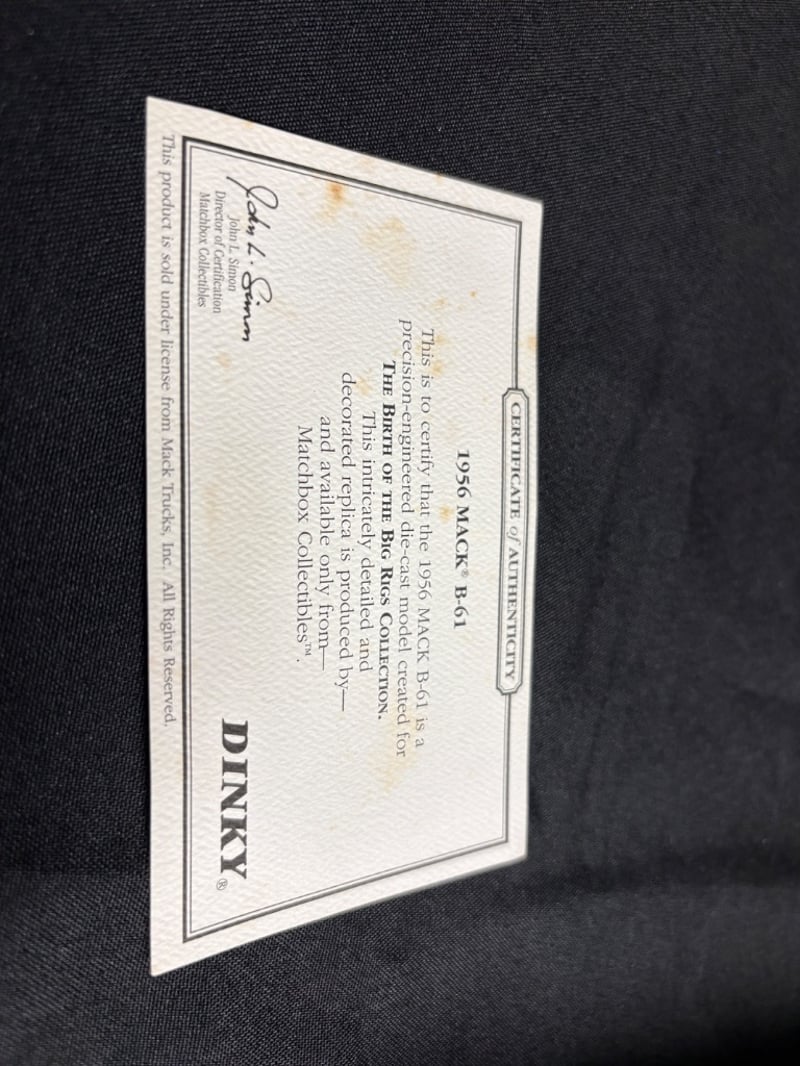 CERTIFICATE of AUTHENTICITY
1956 MACK® B-61
This is to certify that the 1956 MACK B-61 is a
precision-engineered die-cast model created for
THE BIRTH OF THE BIG RIGS COLLECTION.
This intricately detailed and
decorated replica is produced by—
and available only from—
Matchbox Collectibles™.
John L. Simon
John L. Simon
Director of Certification
Matchbox Collectibles
DINKY®
This product is sold under license from Mack Trucks, Inc. All Rights Reserved.